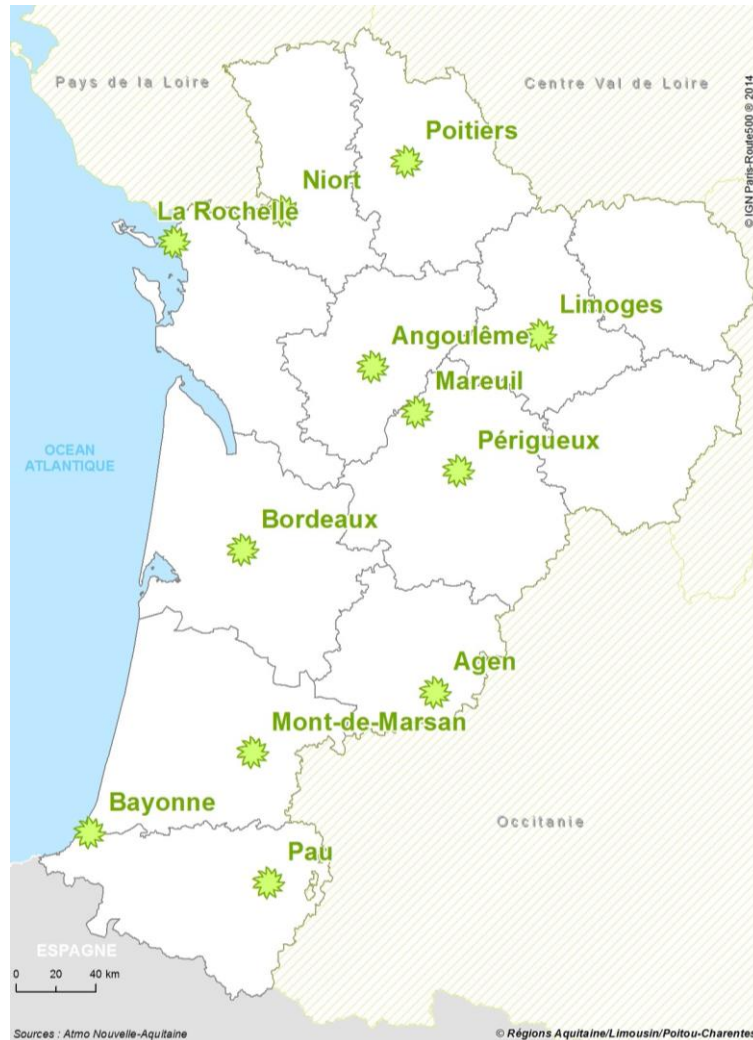 Pays de la Loire
Centre Val de Loire
© IGN Paris-Route500 ® 2014
Poitiers
Niort
La Rochelle
Limoges
Angoulême
Mareuil
Périgueux
OCEAN
ATLANTIQUE
Bordeaux
Agen
Mont-de-Marsan
Bayonne
Occitanie
Pau
ESPAGNE
0 20 40 km
Sources : Atmo Nouvelle-Aquitaine
© Régions Aquitaine/Limousin/Poitou-Charentes